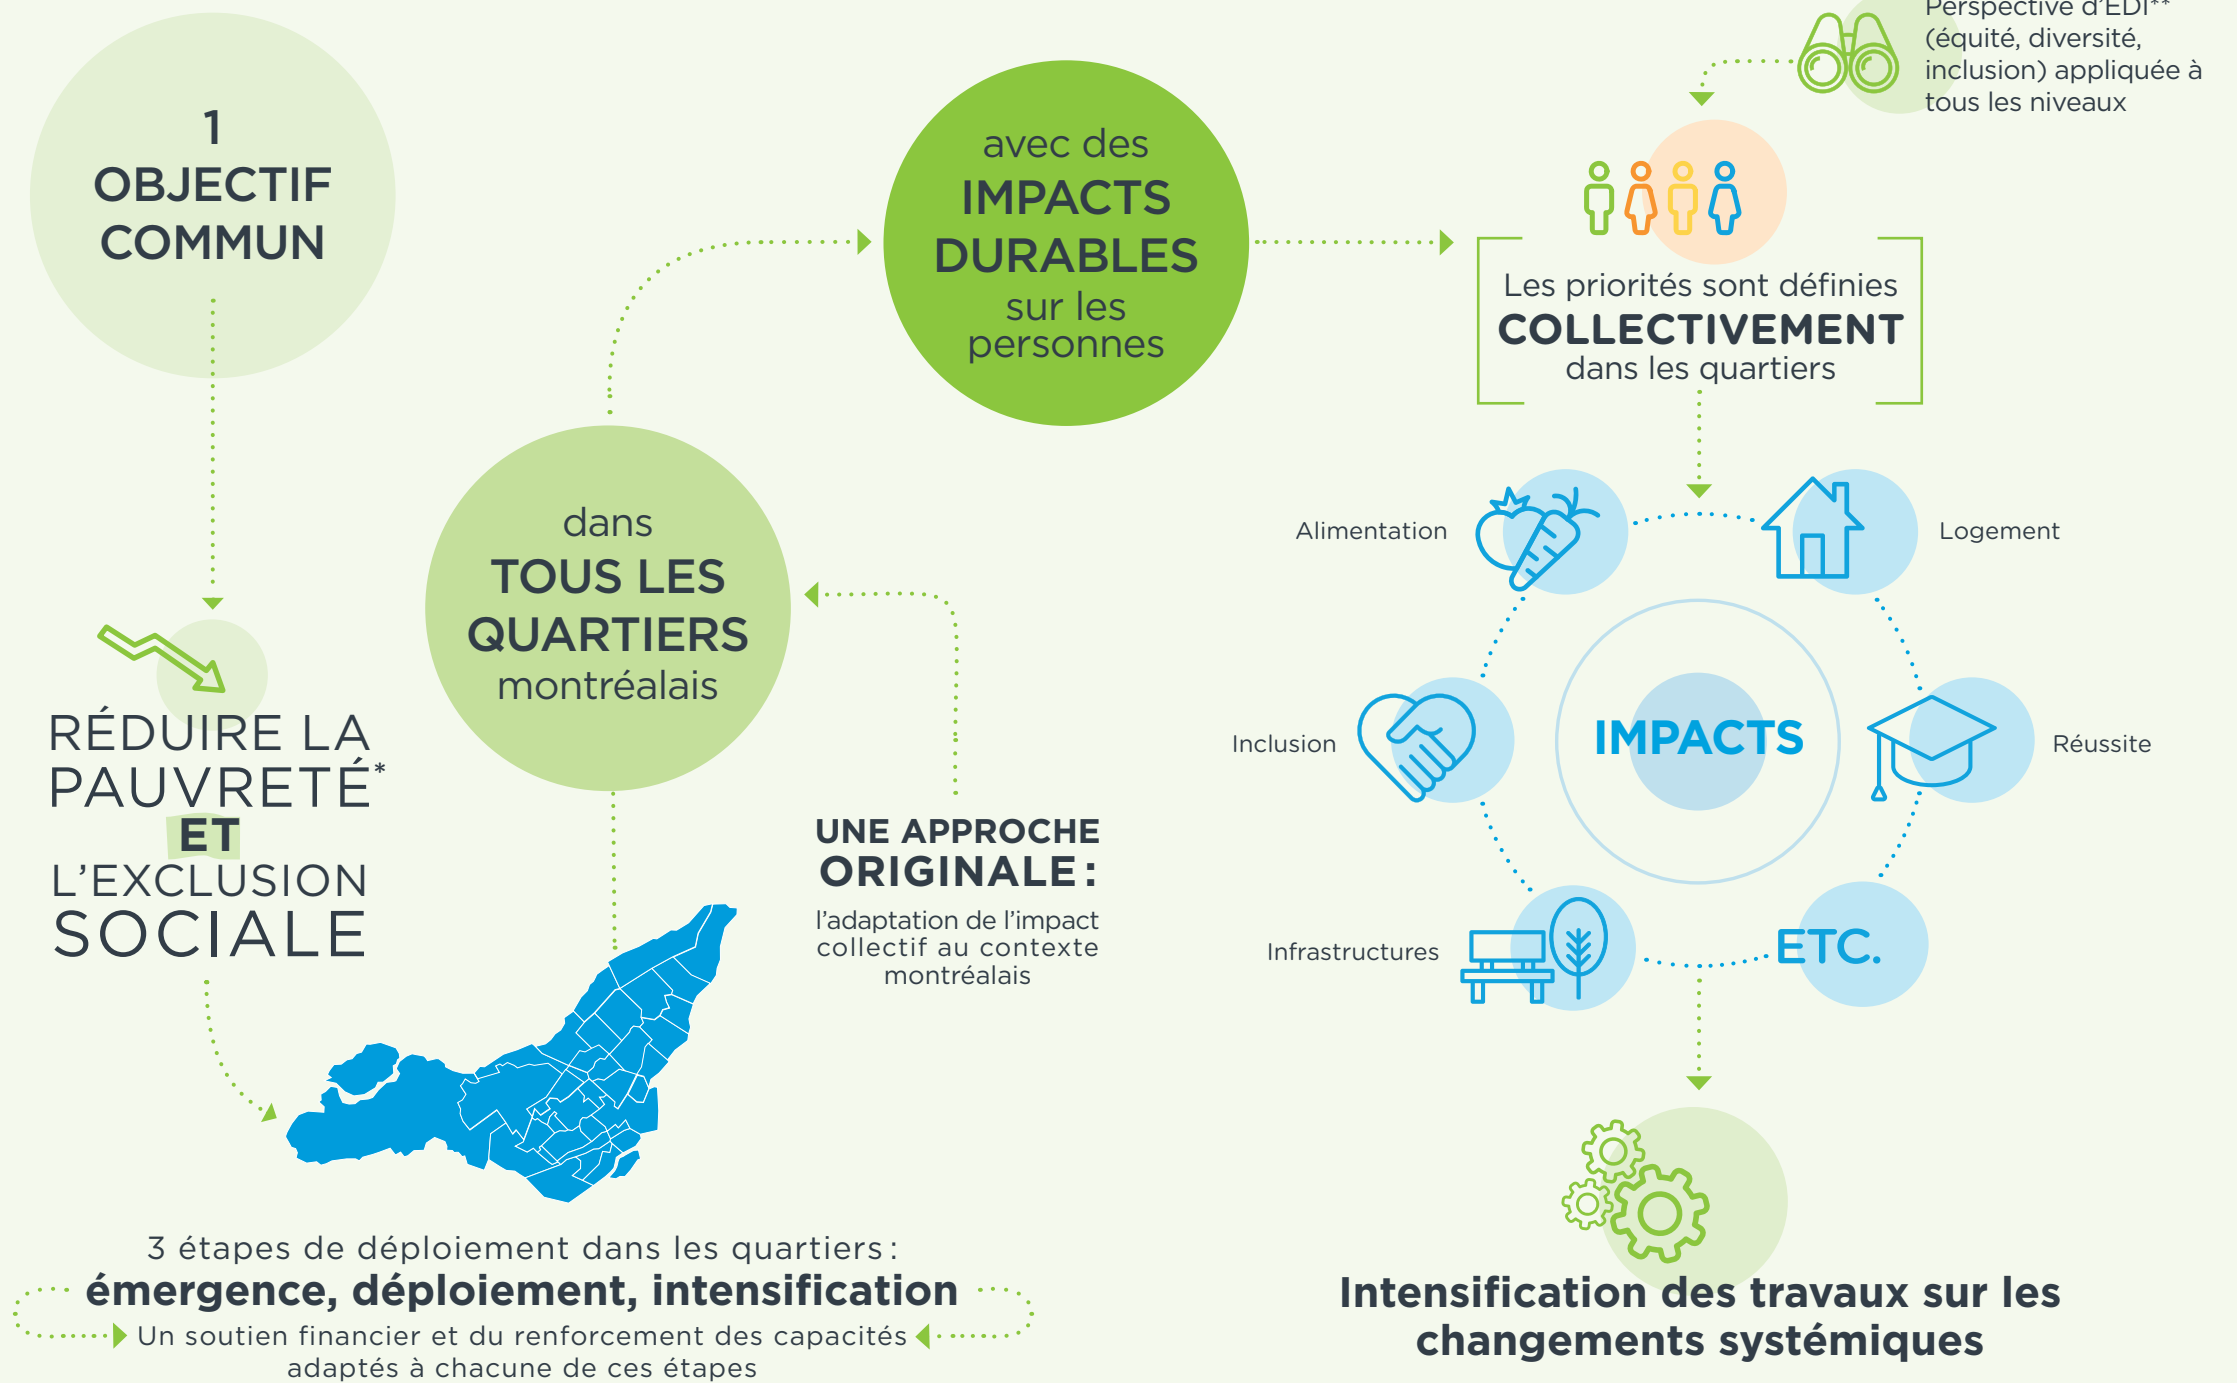 1
OBJECTIF
COMMUN
RÉDUIRE LA
PAUVRETÉ*
ET
L'EXCLUSION
SOCIALE
dans
TOUS LES
QUARTIERS
montréalais
UNE APPROCHE
ORIGINALE :
l'adaptation de l'impact
collectif au contexte
montréalais
3 étapes de déploiement dans les quartiers :
émergence, déploiement, intensification
Un soutien financier et du renforcement des capacités
adaptés à chacune de ces étapes
avec des
IMPACTS
DURABLES
sur les
personnes
Perspective d'EDI**
(équité, diversité,
inclusion) appliquée à
tous les niveaux
Les priorités sont définies
COLLECTIVEMENT
dans les quartiers
Alimentation
Logement
Inclusion
IMPACTS
Réussite
Infrastructures
ETC.
Intensification des travaux sur les
changements systémiques